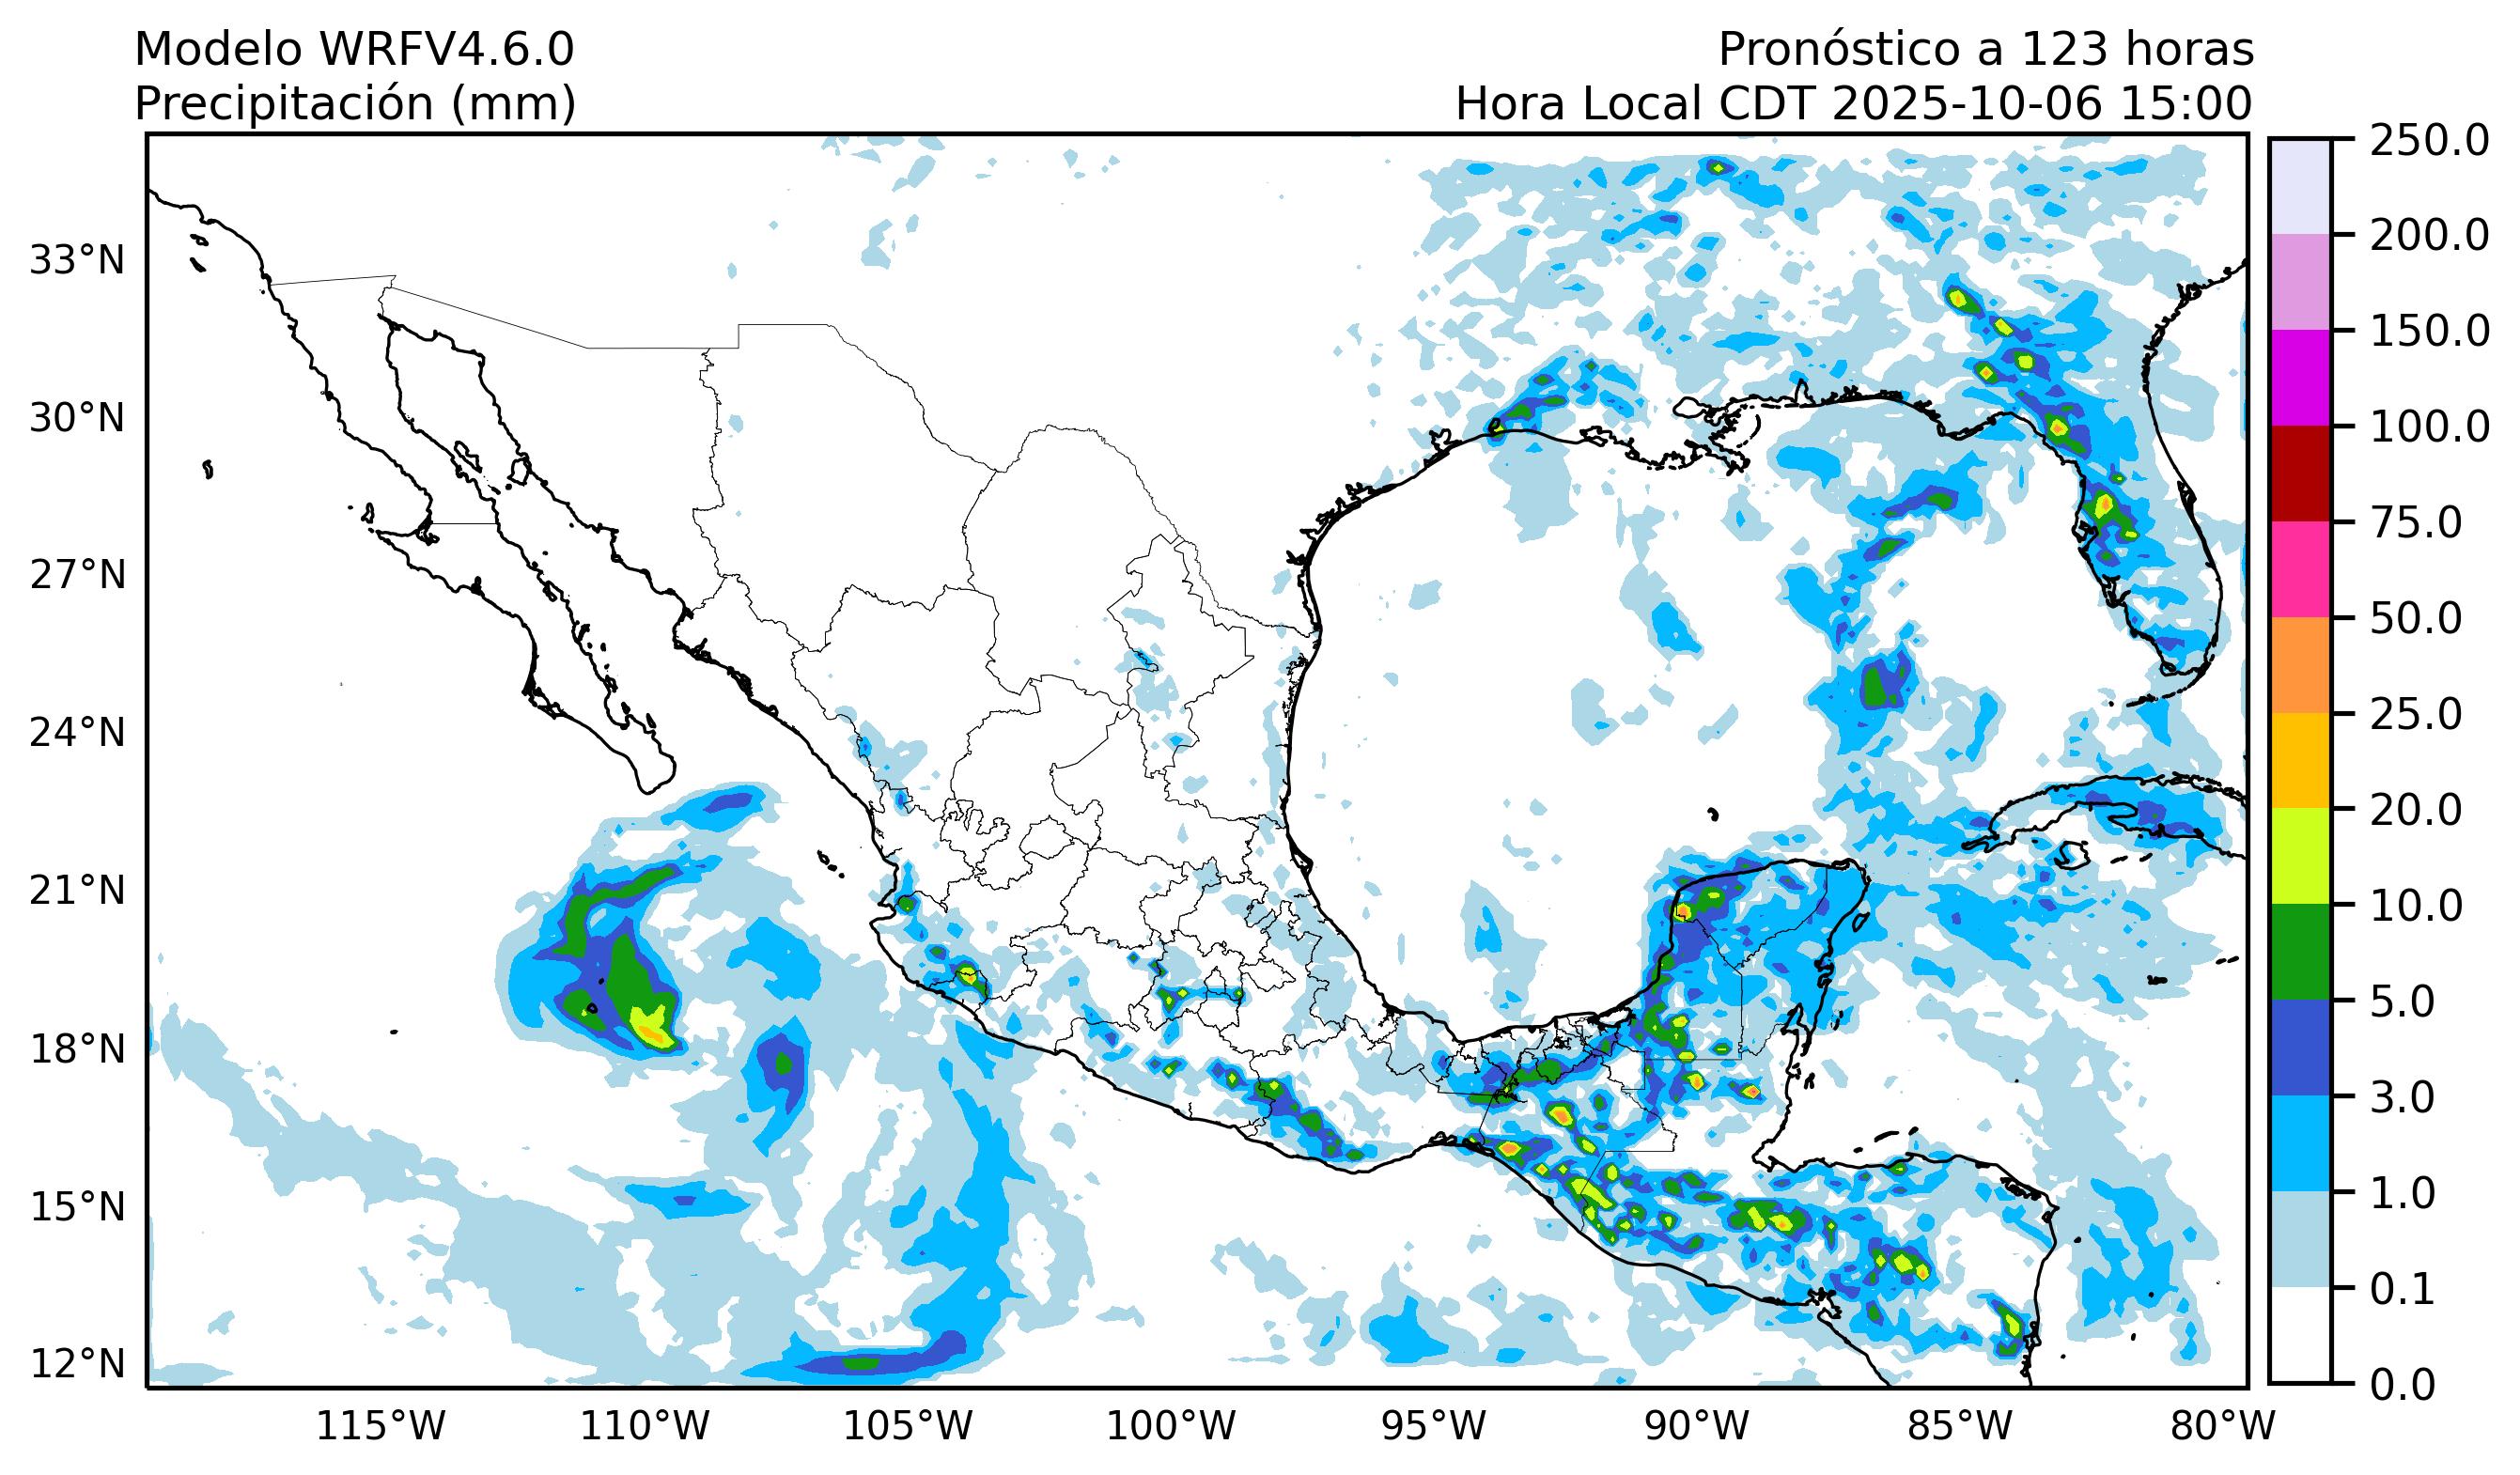 Modelo WRFV4.6.0
Precipitación (mm)
Pronóstico a 123 horas
Hora Local CDT 2025-10-06 15:00
33°N
30°N
27°N
24°N
21°N
18°N
15°N
12°N
115°W
110°W
105°W
100°W
95°W
90°W
85°W
80°W
250.0
200.0
150.0
100.0
75.0
50.0
25.0
20.0
10.0
5.0
3.0
1.0
0.1
0.0